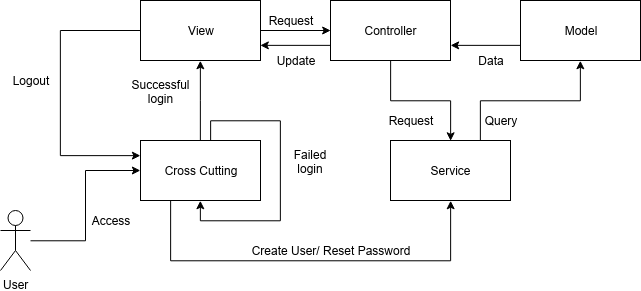 Request
View
Controller
Model
Update
Data
Logout
Successful
login
Request
Query
Failed
login
Cross Cutting
Service
Access
Create User/ Reset Password
User